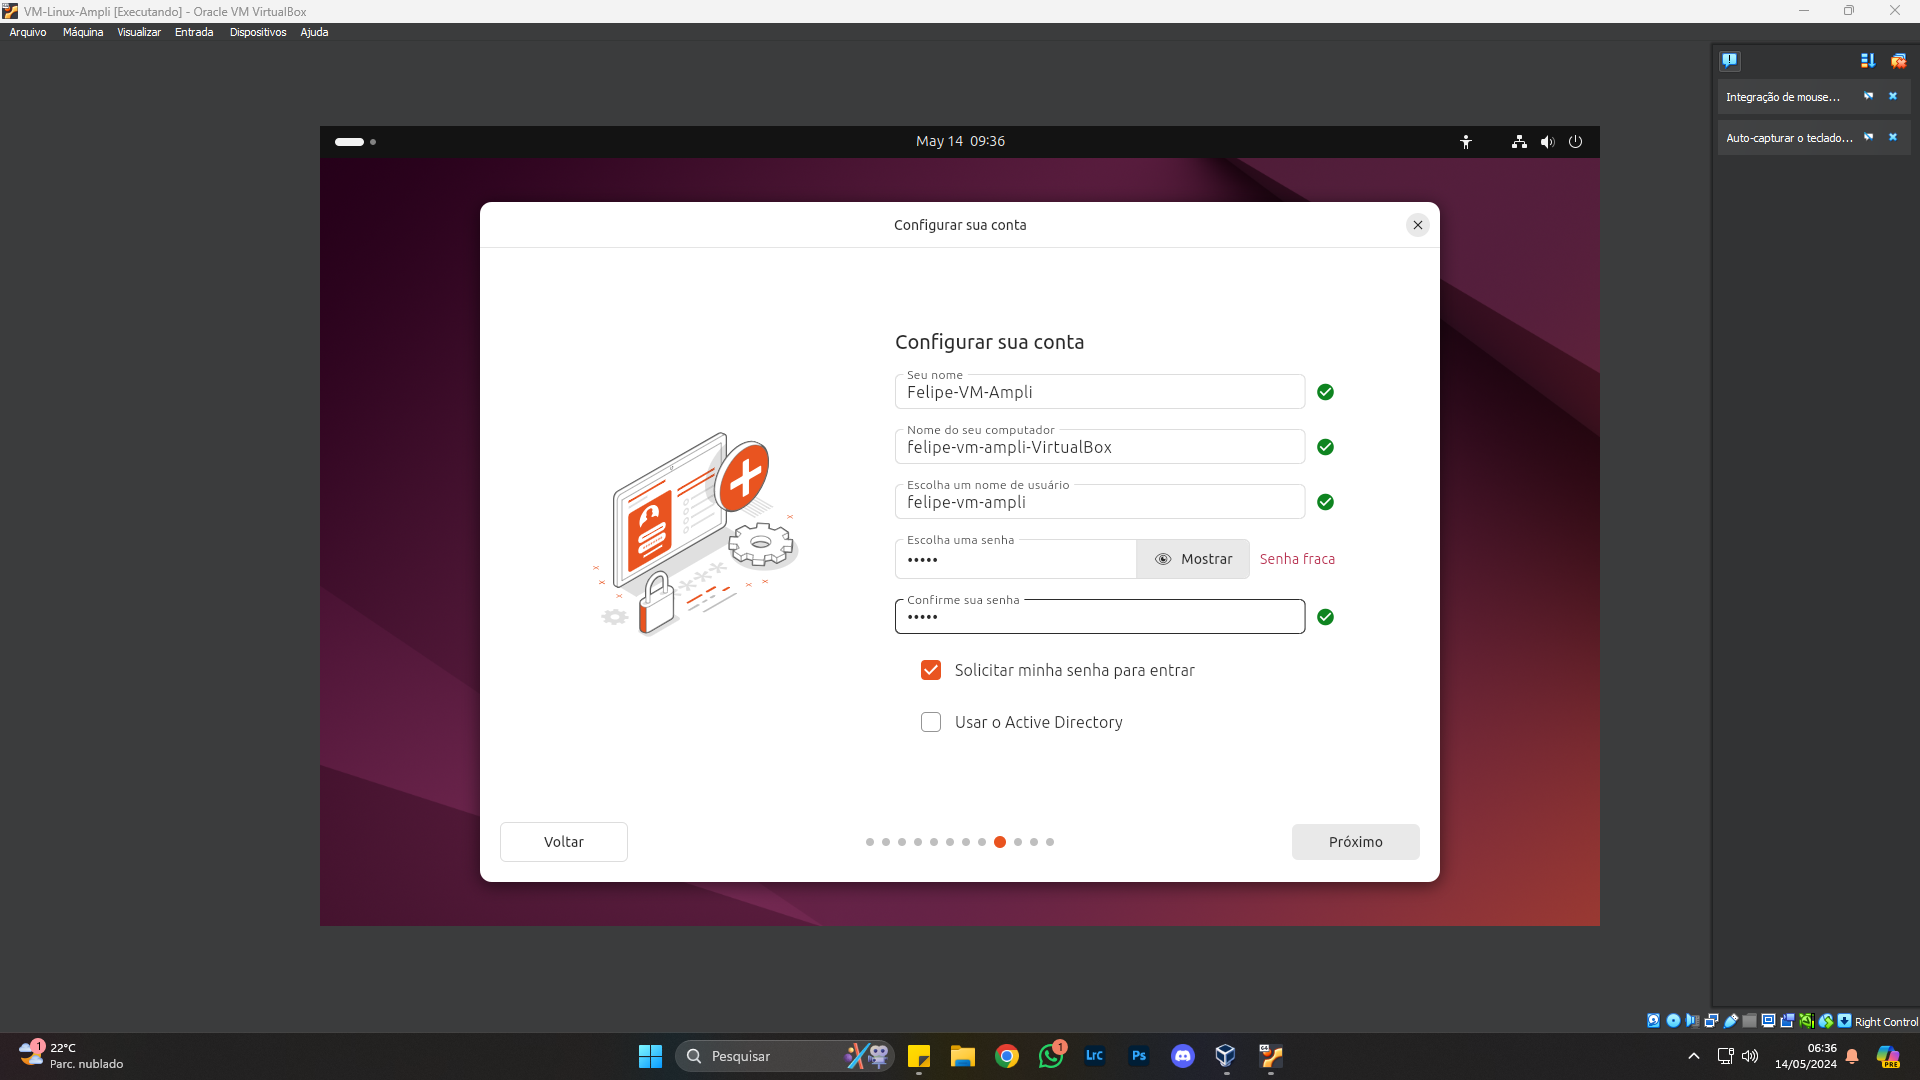 VM-Linux-Ampli [Executando] - Oracle VM VirtualBox
Arquivo Máquina Visualizar Entrada Dispositivos Ajuda
Integração de mouse...
Auto-capturar o teclado...
May 14 09:36
Configurar sua conta
Configurar sua conta
Seu nome
Felipe-VM-Ampli
Nome do seu computador
felipe-vm-ampli-VirtualBox
Escolha um nome de usuário
felipe-vm-ampli
Escolha uma senha
•••••
Mostrar
Senha fraca
Confirme sua senha
•••••
Solicitar minha senha para entrar
Usar o Active Directory
Voltar
Próximo
Right Control
1
22°C
Parc. nublado
Pesquisar
1
LrC
Ps
06:36
14/05/2024
PRE